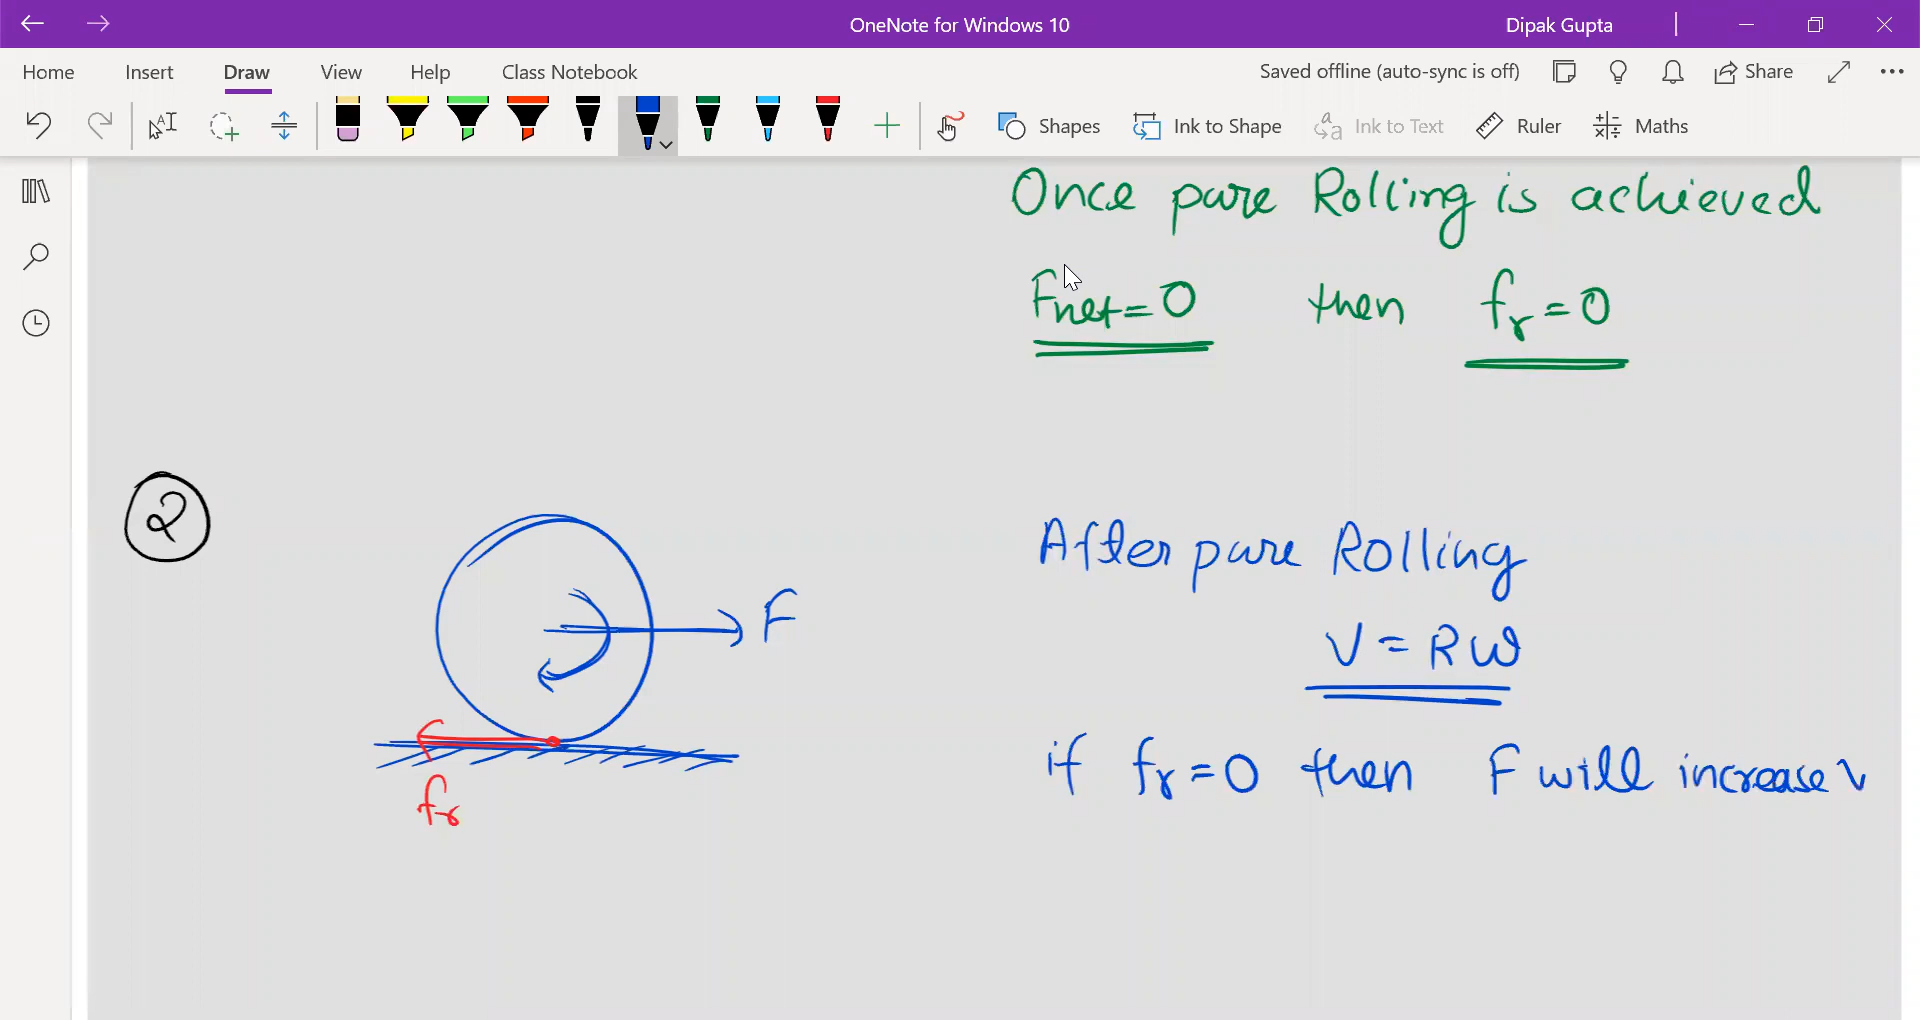 OneNote for Windows 10
Dipak Gupta
Home Insert Draw View Help Class Notebook
Saved offline (auto-sync is off)
Share
Shapes Ink to Shape Ink to Text Ruler Maths
Once pure Rolling is achieved
Fnet = 0 then fr = 0
2
After pure Rolling
F
V = Rω
if fr = 0 then F will increase v
fr